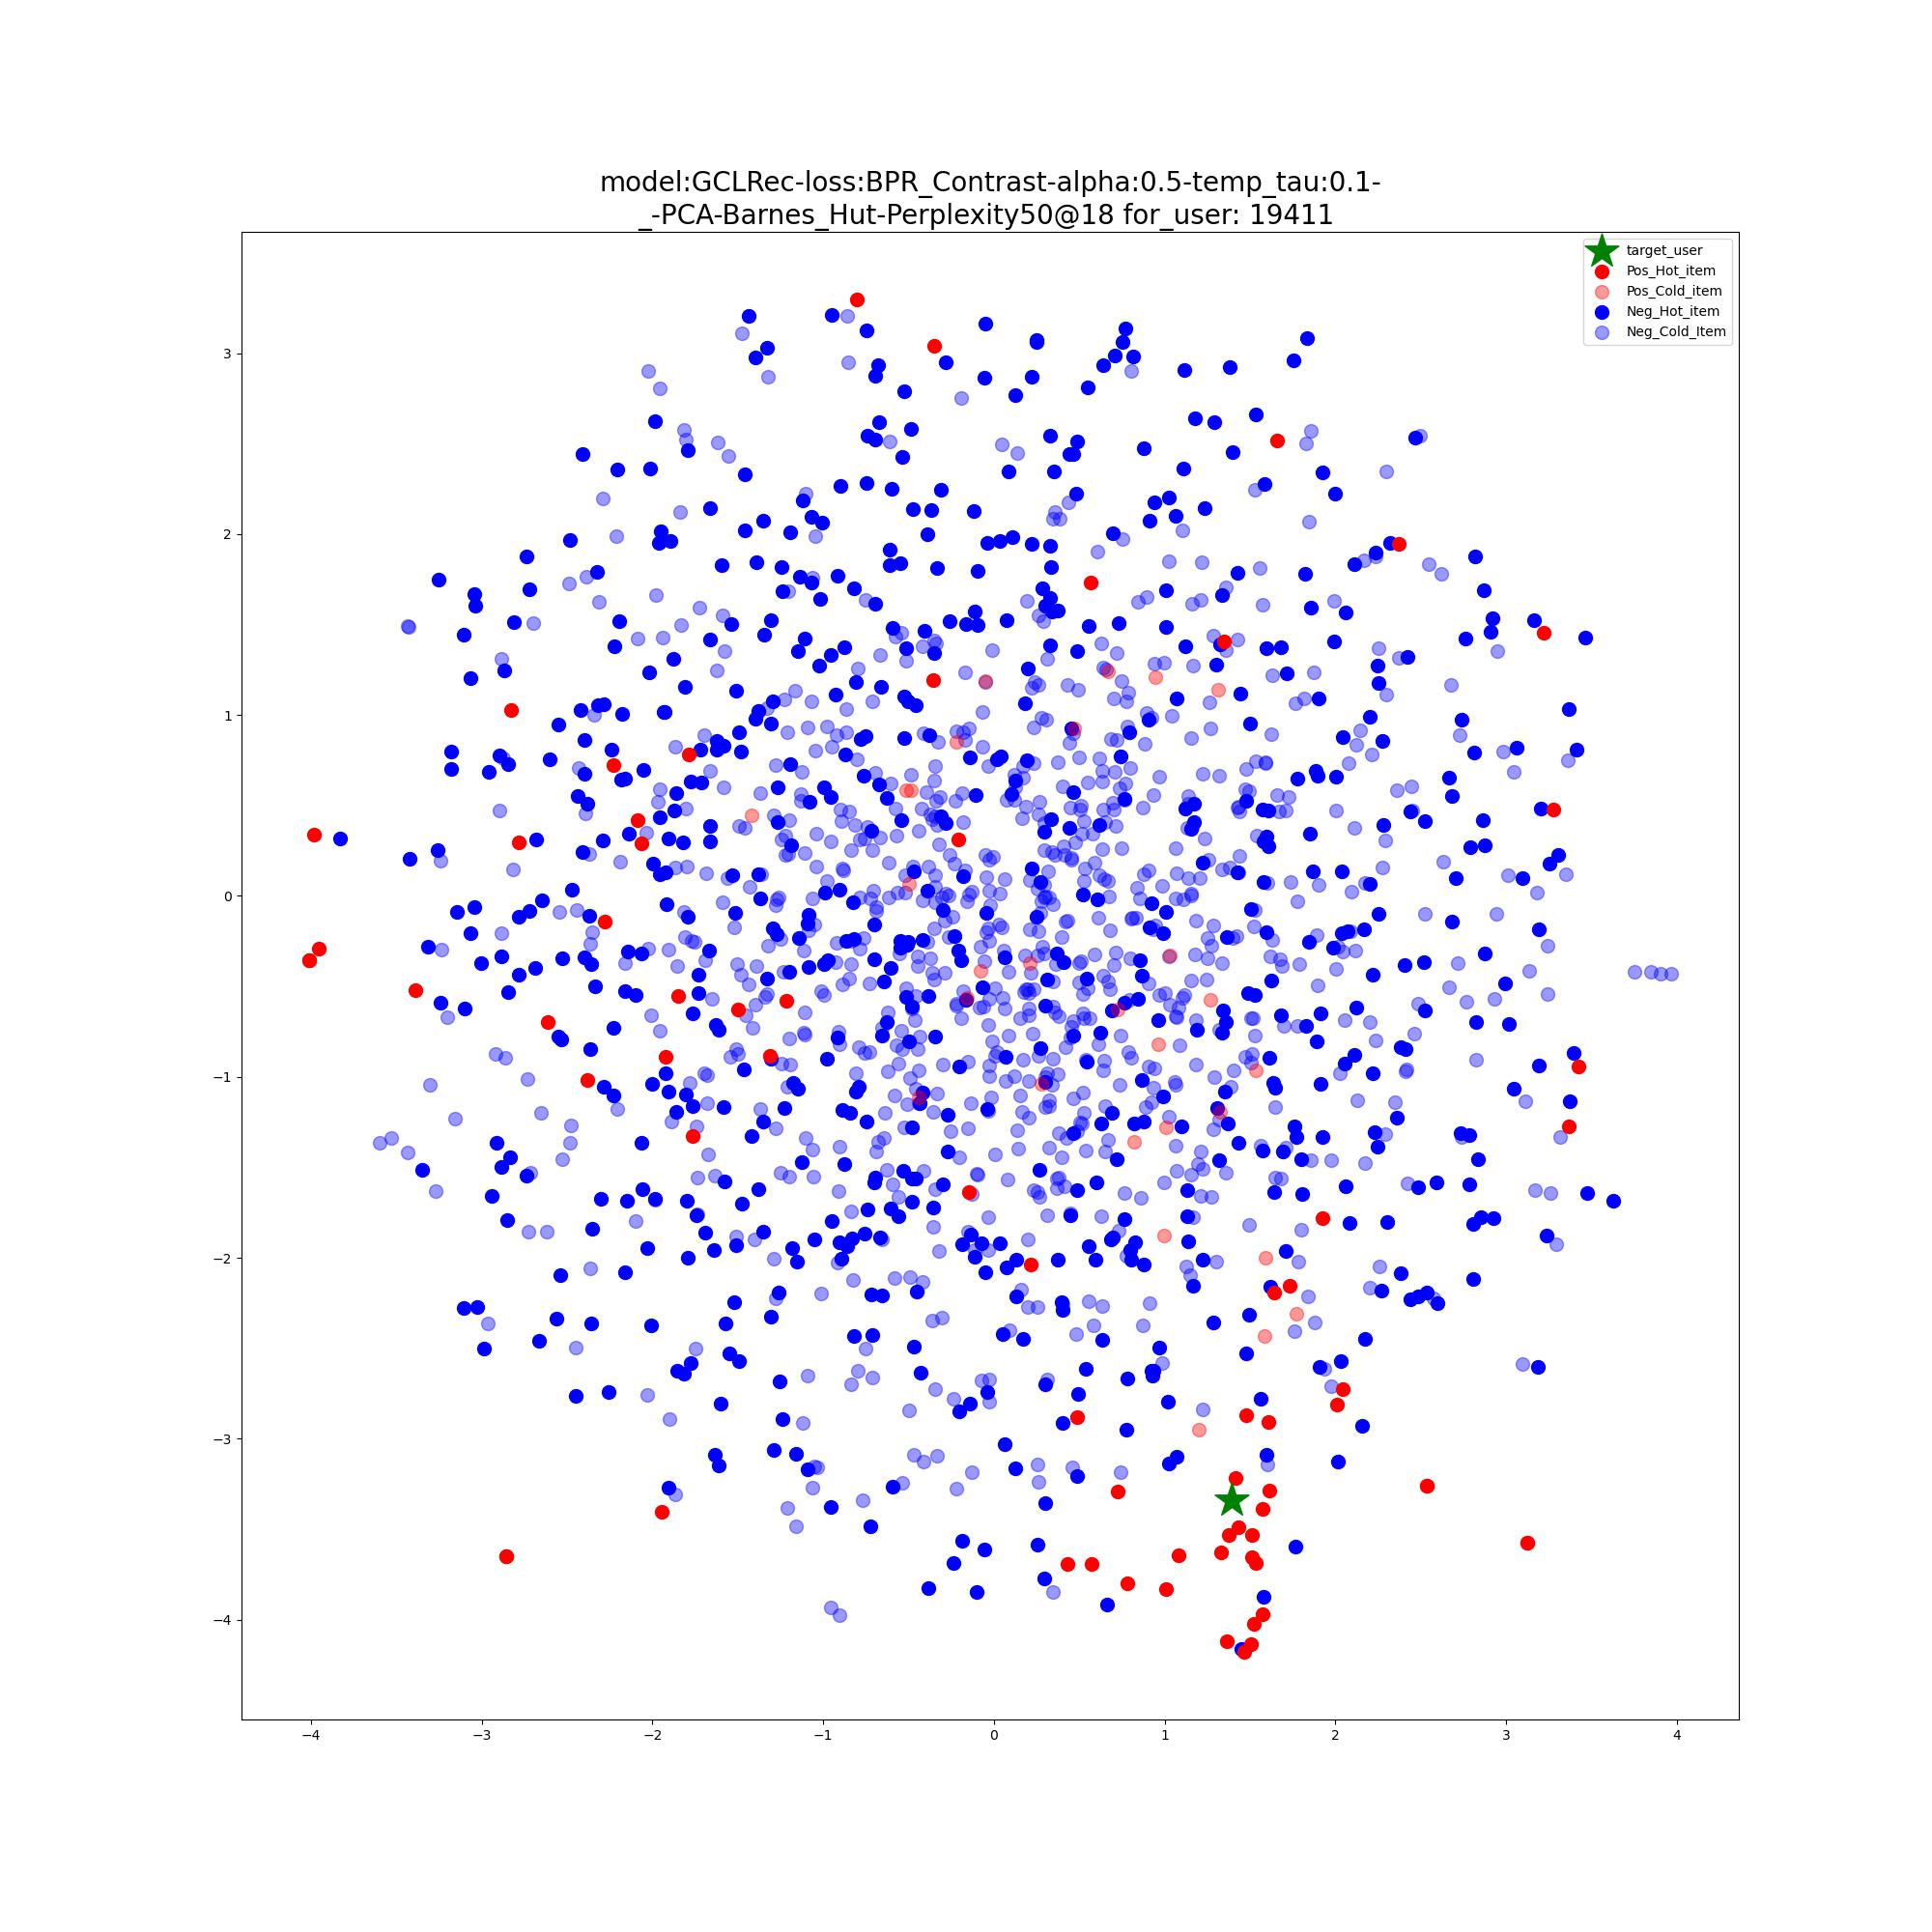 model:GCLRec-loss:BPR_Contrast-alpha:0.5-temp_tau:0.1-
_-PCA-Barnes_Hut-Perplexity50@18 for_user: 19411
target_user
Pos_Hot_item
Pos_Cold_item
Neg_Hot_item
Neg_Cold_Item
3
2
1
0
−1
−2
−3
−4
−4 −3 −2 −1 0 1 2 3 4